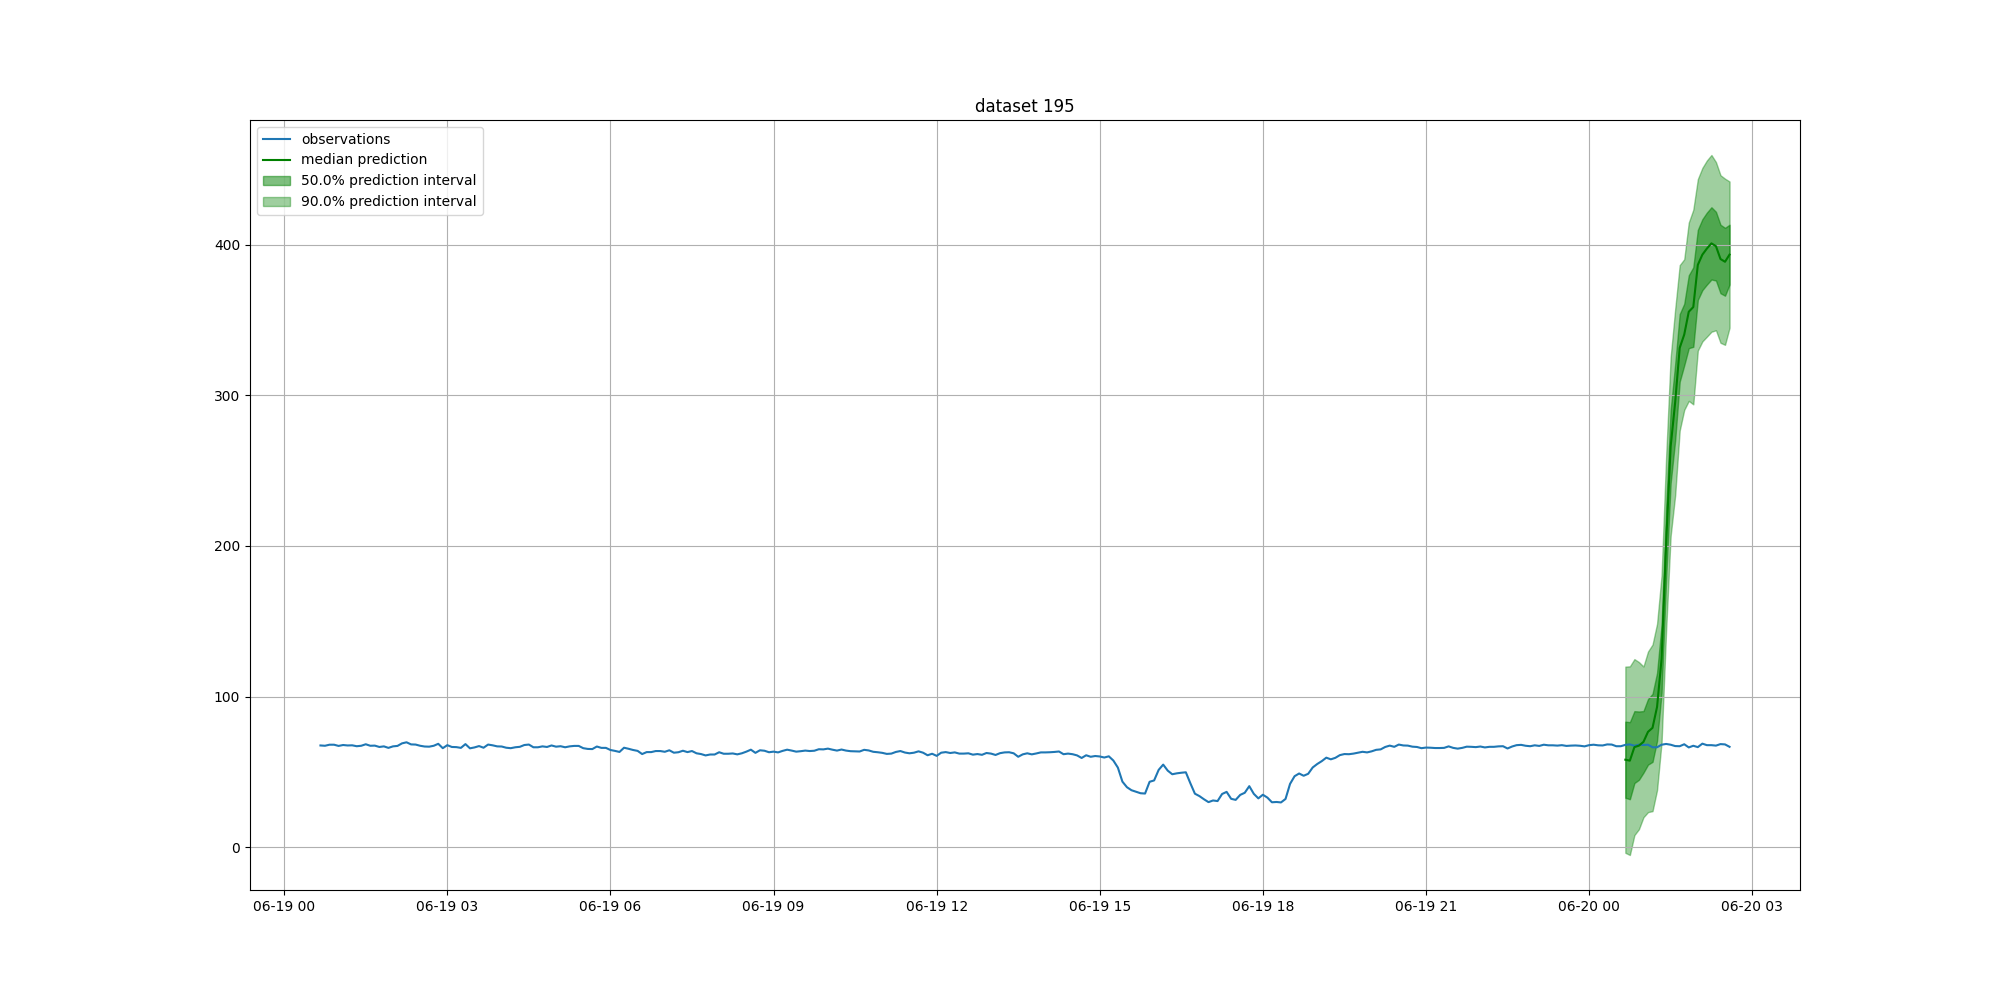 dataset 195
observations
median prediction
50.0% prediction interval
90.0% prediction interval
400
300
200
100
0
06-19 00 06-19 03 06-19 06 06-19 09 06-19 12 06-19 15 06-19 18 06-19 21 06-20 00 06-20 03